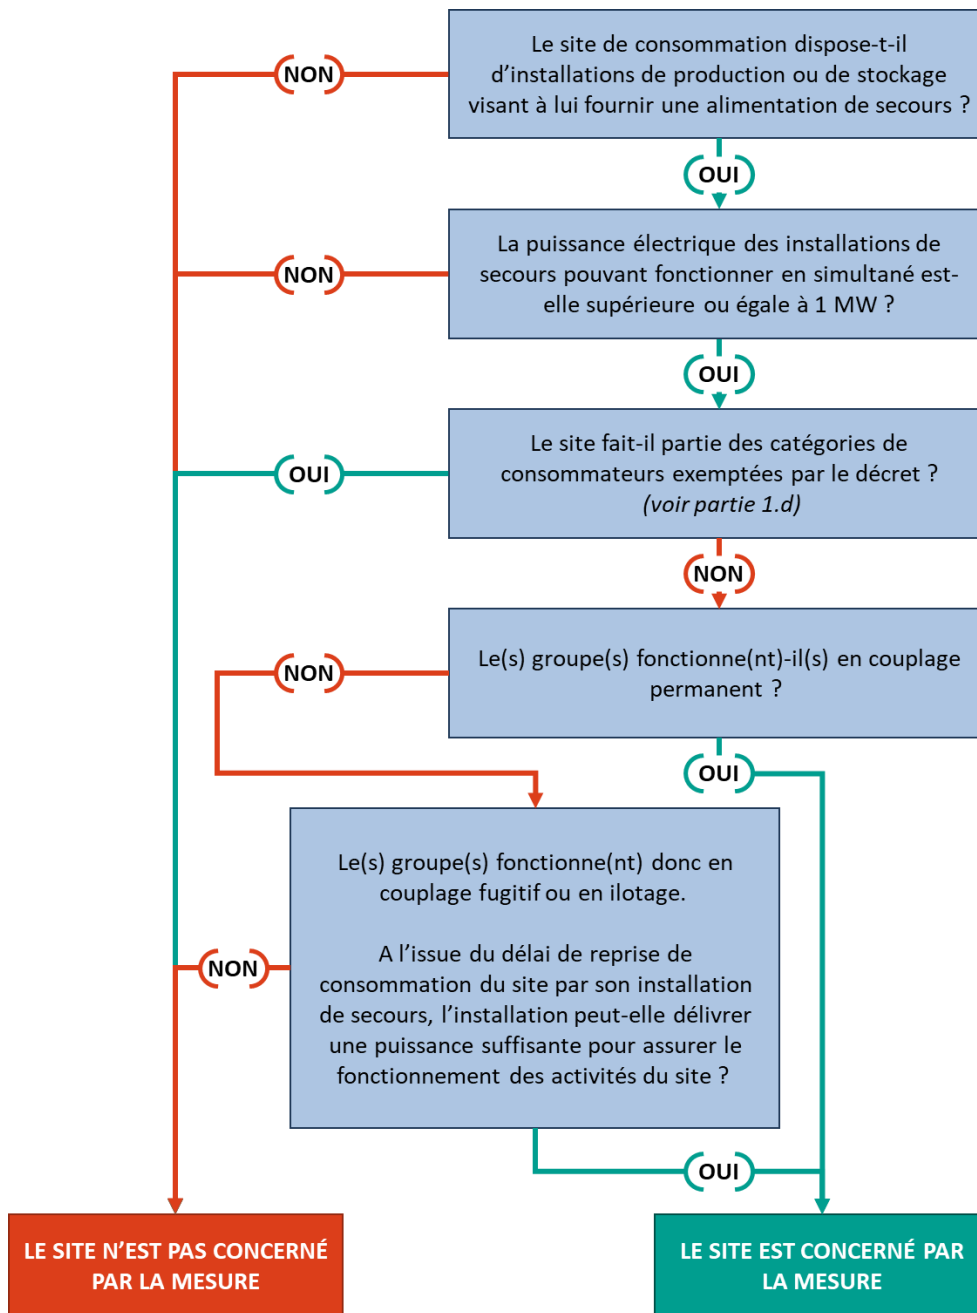 Le site de consommation dispose-t-il
d'installations de production ou de stockage
visant à lui fournir une alimentation de secours ?
NON
OUI
La puissance électrique des installations de
secours pouvant fonctionner en simultané est-
elle supérieure ou égale à 1 MW ?
NON
OUI
Le site fait-il partie des catégories de
consommateurs exemptées par le décret ?
(voir partie 1.d)
OUI
NON
Le(s) groupe(s) fonctionne(nt)-il(s) en couplage
permanent ?
NON
OUI
Le(s) groupe(s) fonctionne(nt) donc en
couplage fugitif ou en ilotage.
A l'issue du délai de reprise de
consommation du site par son installation
de secours, l'installation peut-elle délivrer
une puissance suffisante pour assurer le
fonctionnement des activités du site ?
NON
OUI
LE SITE N'EST PAS CONCERNÉ
PAR LA MESURE
LE SITE EST CONCERNÉ PAR
LA MESURE